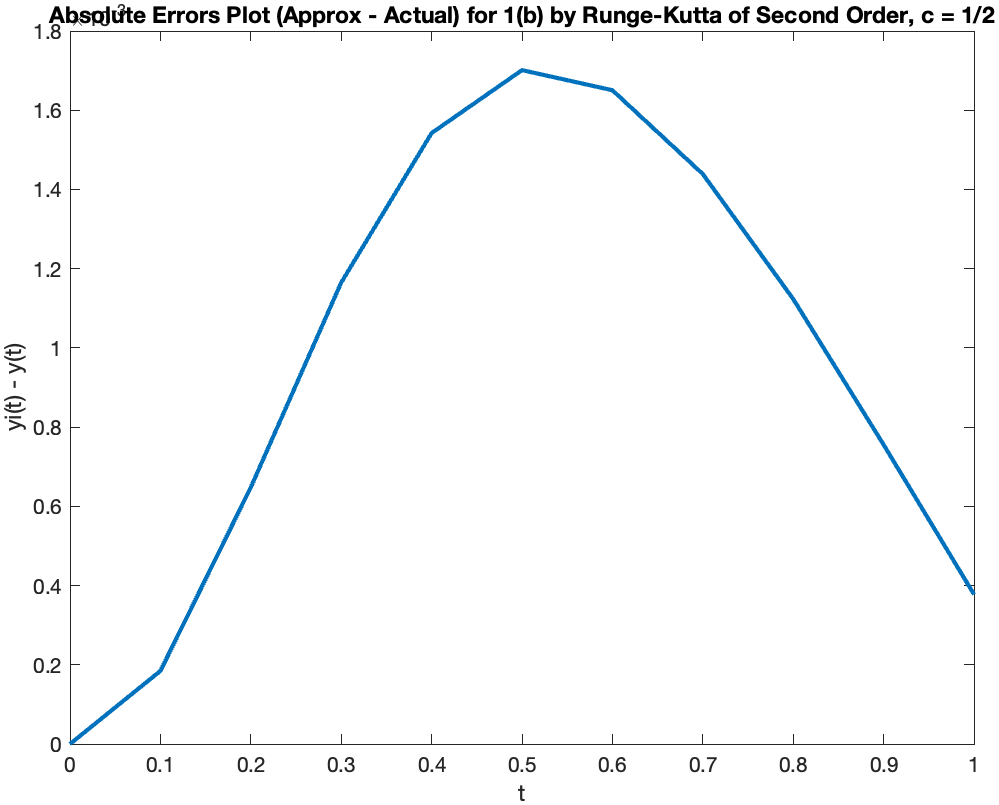 Absolute Errors Plot (Approx - Actual) for 1(b) by Runge-Kutta of Second Order, c = 1/2
1.8
1.6
1.4
1.2
1
0.8
0.6
0.4
0.2
0
yi(t) - y(t)
0 0.1 0.2 0.3 0.4 0.5 0.6 0.7 0.8 0.9 1
t